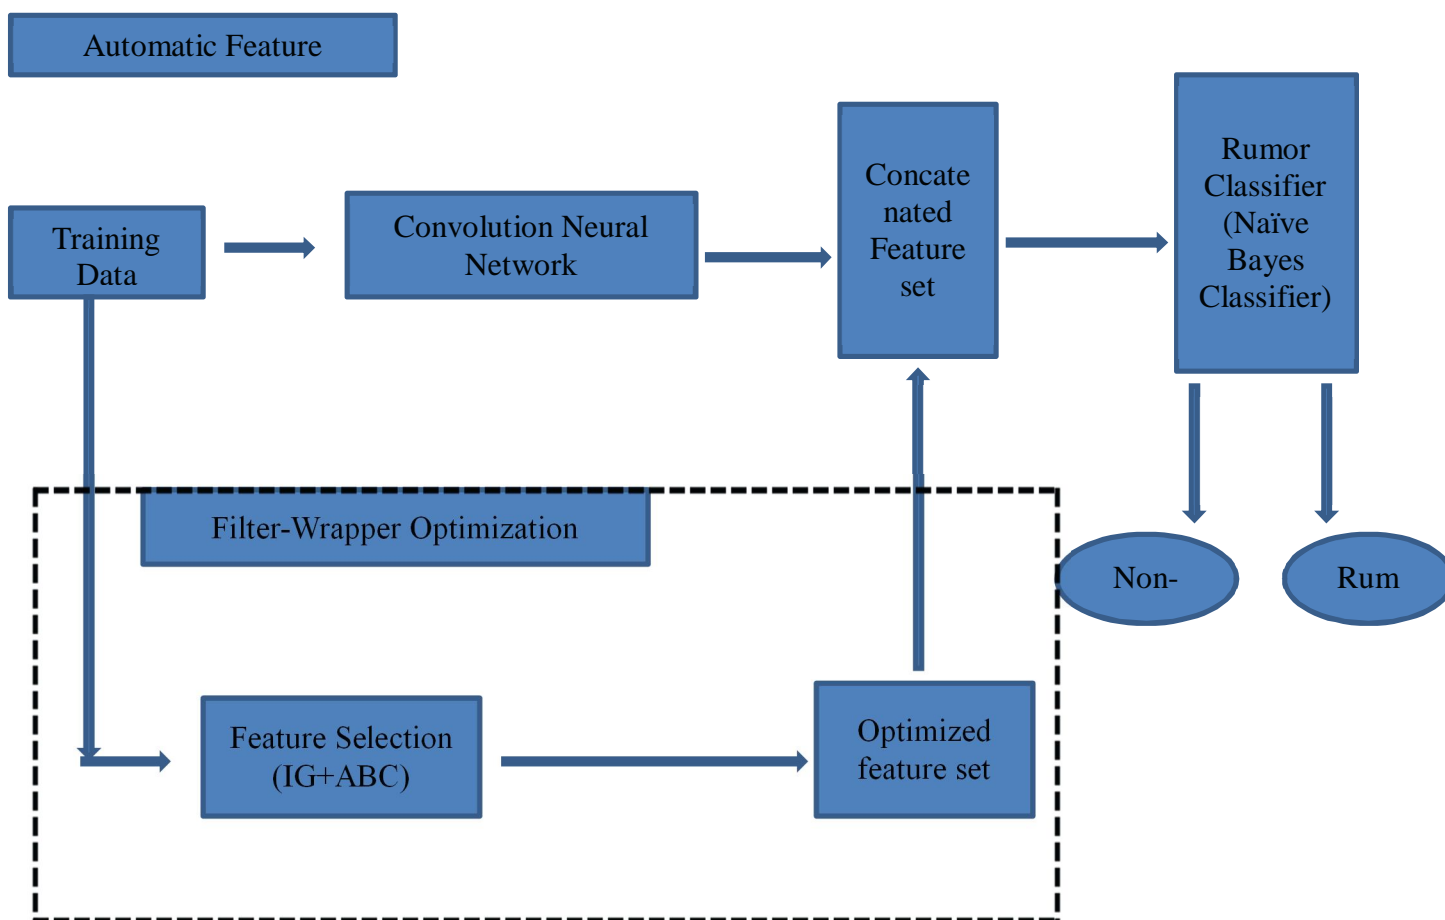 Automatic Feature
Training
Data
Convolution Neural
Network
Concate
nated
Feature
set
Rumor
Classifier
(Naïve
Bayes
Classifier)
Filter-Wrapper Optimization
Non-
Rum
Feature Selection
(IG+ABC)
Optimized
feature set